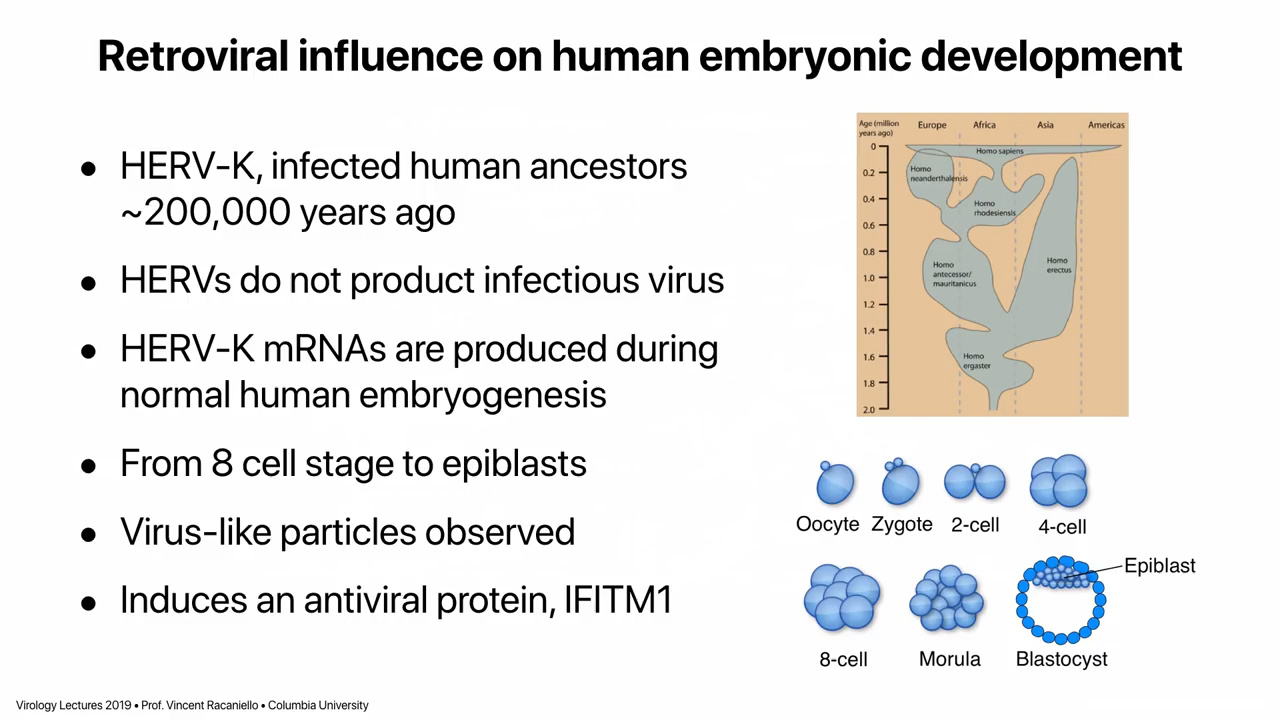 Retroviral influence on human embryonic development
• HERV-K, infected human ancestors
~200,000 years ago
• HERVs do not product infectious virus
• HERV-K mRNAs are produced during
normal human embryogenesis
• From 8 cell stage to epiblasts
• Virus-like particles observed
• Induces an antiviral protein, IFITM1
Age (million
years ago)
Europe Africa Asia Americas
0
0.2
0.4
0.6
0.8
1.0
1.2
1.4
1.6
1.8
2.0
Homo sapiens
Homo
neanderthalensis
Homo
rhodesiensis
Homo
antecessor/
mauritanicus
Homo
erectus
Homo
ergaster
Oocyte Zygote 2-cell 4-cell
Epiblast
8-cell Morula Blastocyst
Virology Lectures 2019 • Prof. Vincent Racaniello • Columbia University